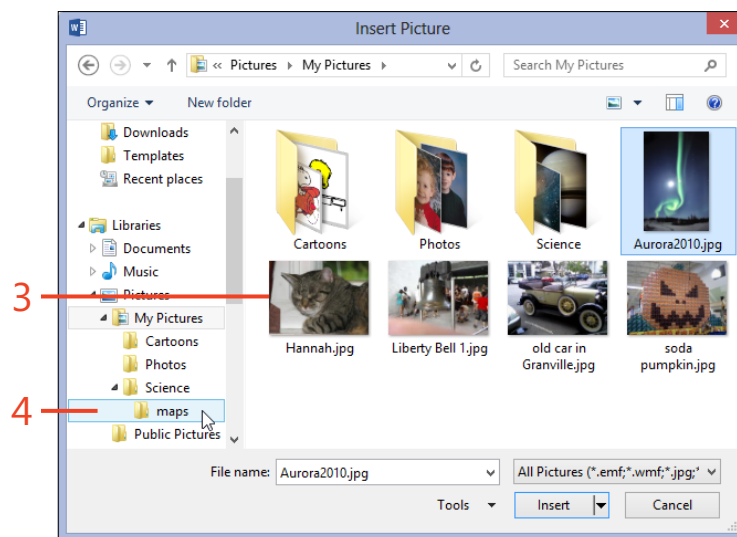 Insert Picture
« Pictures My Pictures
Search My Pictures
Organize
New folder
Downloads
Templates
Recent places
Libraries
Documents
Music
Pictures
My Pictures
Cartoons
Photos
Science
maps
Public Pictures
Cartoons
Photos
Science
Aurora2010.jpg
3
Hannah.jpg
Liberty Bell 1.jpg
old car in
Granville.jpg
soda
pumpkin.jpg
4
File name:
Aurora2010.jpg
All Pictures (*.emf;*.wmf;*.jpg;*
Tools
Insert
Cancel